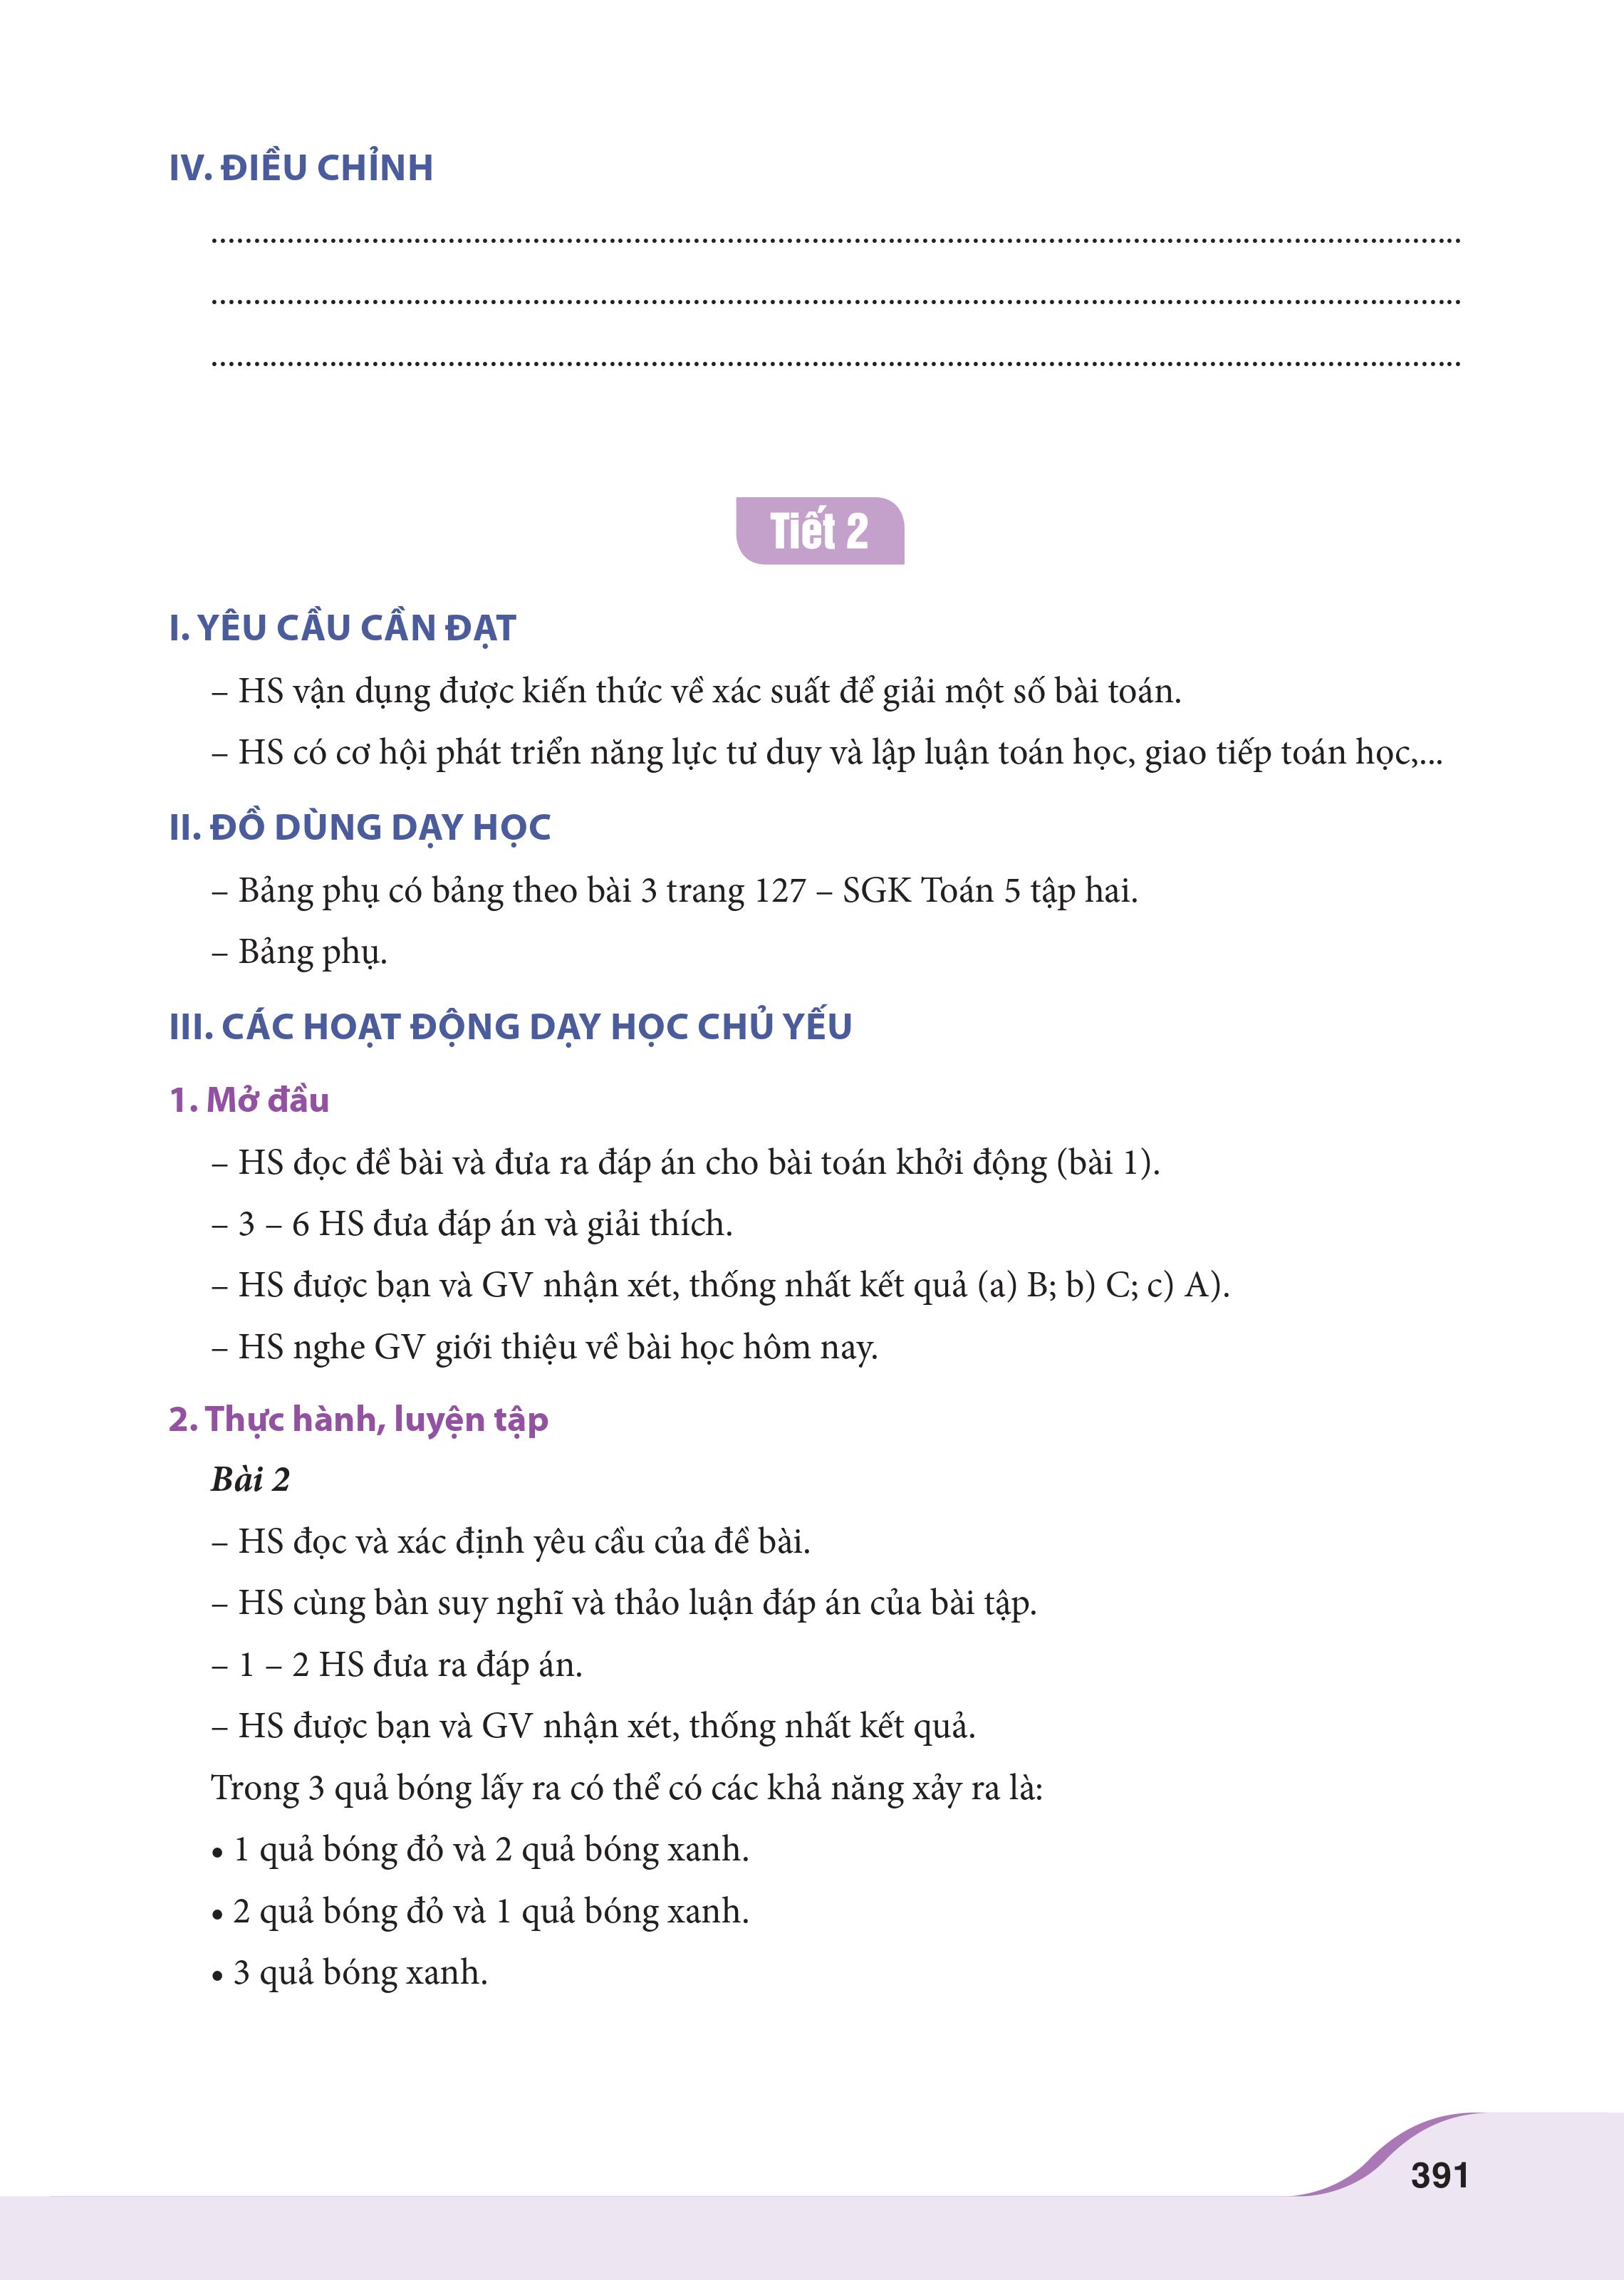 IV. ĐIỀU CHỈNH
................................................................................
................................................................................
................................................................................
Tiết 2
I. YÊU CẦU CẦN ĐẠT
– HS vận dụng được kiến thức về xác suất để giải một số bài toán.
– HS có cơ hội phát triển năng lực tư duy và lập luận toán học, giao tiếp toán học,...
II. ĐỒ DÙNG DẠY HỌC
– Bảng phụ có bảng theo bài 3 trang 127 – SGK Toán 5 tập hai.
– Bảng phụ.
III. CÁC HOẠT ĐỘNG DẠY HỌC CHỦ YẾU
1. Mở đầu
– HS đọc đề bài và đưa ra đáp án cho bài toán khởi động (bài 1).
– 3 – 6 HS đưa đáp án và giải thích.
– HS được bạn và GV nhận xét, thống nhất kết quả (a) B; b) C; c) A).
– HS nghe GV giới thiệu về bài học hôm nay.
2. Thực hành, luyện tập
Bài 2
– HS đọc và xác định yêu cầu của đề bài.
– HS cùng bàn suy nghĩ và thảo luận đáp án của bài tập.
– 1 – 2 HS đưa ra đáp án.
– HS được bạn và GV nhận xét, thống nhất kết quả.
Trong 3 quả bóng lấy ra có thể có các khả năng xảy ra là:
• 1 quả bóng đỏ và 2 quả bóng xanh.
• 2 quả bóng đỏ và 1 quả bóng xanh.
• 3 quả bóng xanh.
391